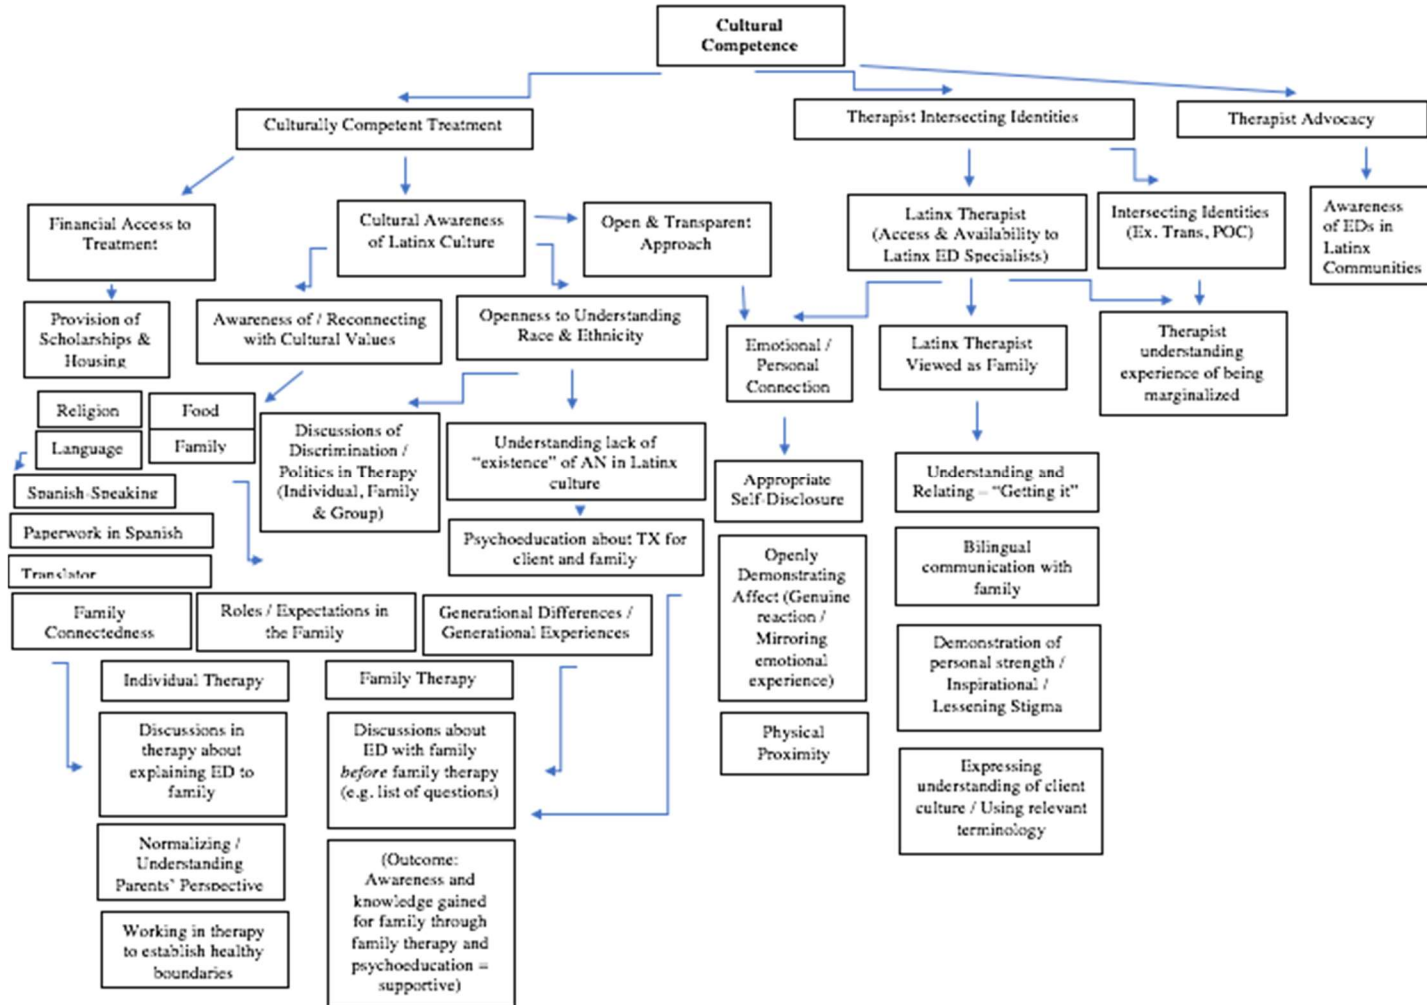 Cultural
Competence
Culturally Competent Treatment
Therapist Intersecting Identities
Therapist Advocacy
Financial Access to
Treatment
Cultural Awareness
of Latinx Culture
Open & Transparent
Approach
Latinx Therapist
(Access & Availability to
Latinx ED Specialists)
Intersecting Identities
(Ex. Trans, POC)
Awareness
of EDs in
Latinx
Communities
Provision of
Scholarships &
Housing
Awareness of / Reconnecting
with Cultural Values
Openness to Understanding
Race & Ethnicity
Emotional /
Personal
Connection
Latinx Therapist
Viewed as Family
Therapist
understanding
experience of being
marginalized
Religion
Food
Language
Family
Spanish-Speaking
Paperwork in Spanish
Translator
Discussions of
Discrimination /
Politics in Therapy
(Individual, Family
& Group)
Understanding lack of
“existence” of AN in Latinx
culture
Psychoeducation about TX for
client and family
Appropriate
Self-Disclosure
Openly
Demonstrating
Affect (Genuine
reaction /
Mirroring
emotional
experience)
Physical
Proximity
Understanding and
Relating – “Getting it”
Bilingual
communication with
family
Demonstration of
personal strength /
Inspirational /
Lessening Stigma
Expressing
understanding of client
culture / Using relevant
terminology
Family
Connectedness
Roles / Expectations in
the Family
Generational Differences /
Generational Experiences
Individual Therapy
Family Therapy
Discussions in
therapy about
explaining ED to
family
Discussions about
ED with family
before family therapy
(e.g. list of questions)
Normalizing /
Understanding
Parents’ Perspective
Working in therapy
to establish healthy
boundaries
(Outcome:
Awareness and
knowledge gained
for family through
family therapy and
psychoeducation =
supportive)